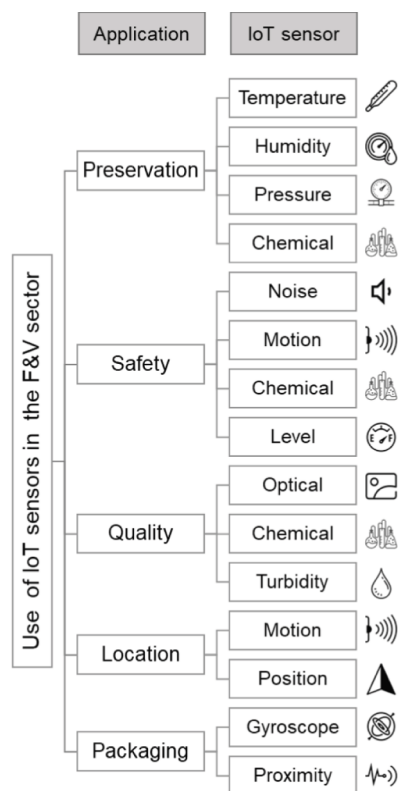 Application
IoT sensor
Use of IoT sensors in the F&V sector
Preservation
Temperature
Humidity
Pressure
Chemical
Safety
Noise
Motion
Chemical
Level
E F
Quality
Optical
Chemical
Turbidity
Location
Motion
Position
Packaging
Gyroscope
Proximity